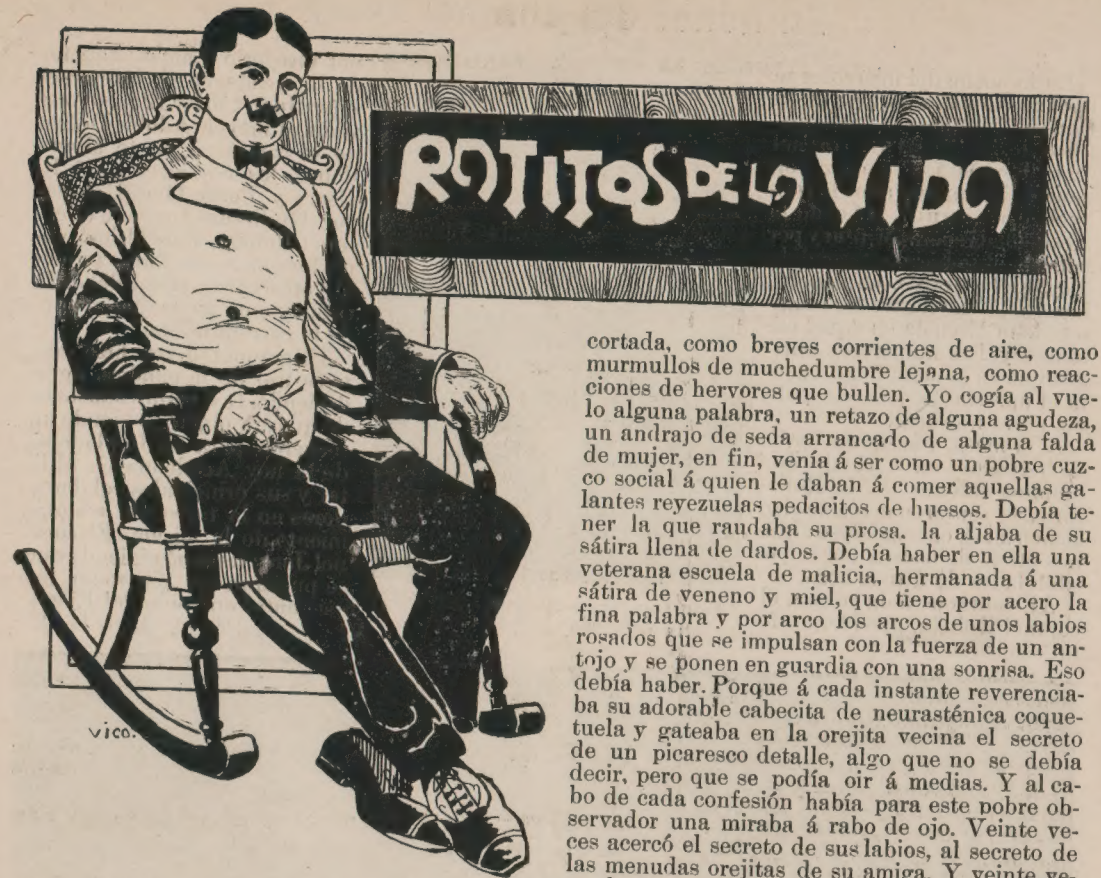 RATITOS DE LA VIDA
vico.
cortada, como breves corrientes de aire, como
murmullos de muchedumbre lejana, como reac-
ciones de hervores que bullen. Yo cogía al vue-
lo alguna palabra, un retazo de alguna agudeza,
un andrajo de seda arrancado de alguna falda
de mujer, en fin, venía á ser como un pobre cuz-
co social á quien le daban á comer aquellas ga-
lantes reyezuelas pedacitos de huesos. Debía te-
ner la que raudaba su prosa. la aljaba de su
sátira llena de dardos. Debía haber en ella una
veterana escuela de malicia, hermanada á una
sátira de veneno y miel, que tiene por acero la
fina palabra y por arco los arcos de unos labios
rosados que se impulsan con la fuerza de un an-
tojo y se ponen en guardia con una sonrisa. Eso
debía haber. Porque á cada instante reverencia-
ba su adorable cabecita de neurasténica coque-
tuela y gateaba en la orejita vecina el secreto
de un picaresco detalle, algo que no se debía
decir, pero que se podía oir á medias. Y al ca-
bo de cada confesión había para este pobre ob-
servador una miraba á rabo de ojo. Veinte ve-
ces acercó el secreto de sus labios, al secreto de
las menudas orejitas de su amiga. Y veinte ve-